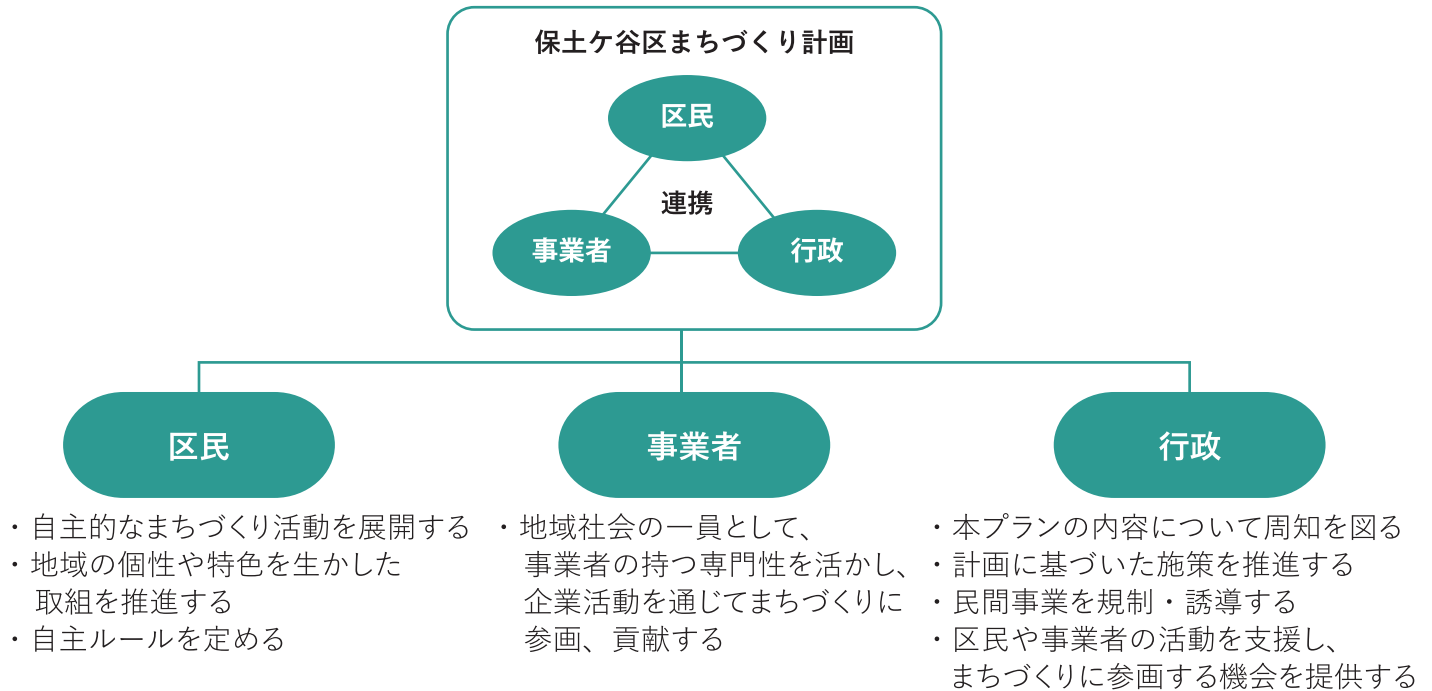 保土ケ谷区まちづくり計画
区民
連携
事業者
行政
区民
・自主的なまちづくり活動を展開する
・地域の個性や特色を生かした
取組を推進する
・自主ルールを定める
事業者
・地域社会の一員として、
事業者の持つ専門性を活かし、
企業活動を通じてまちづくりに
参画、貢献する
行政
・本プランの内容について周知を図る
・計画に基づいた施策を推進する
・民間事業を規制・誘導する
・区民や事業者の活動を支援し、
まちづくりに参画する機会を提供する